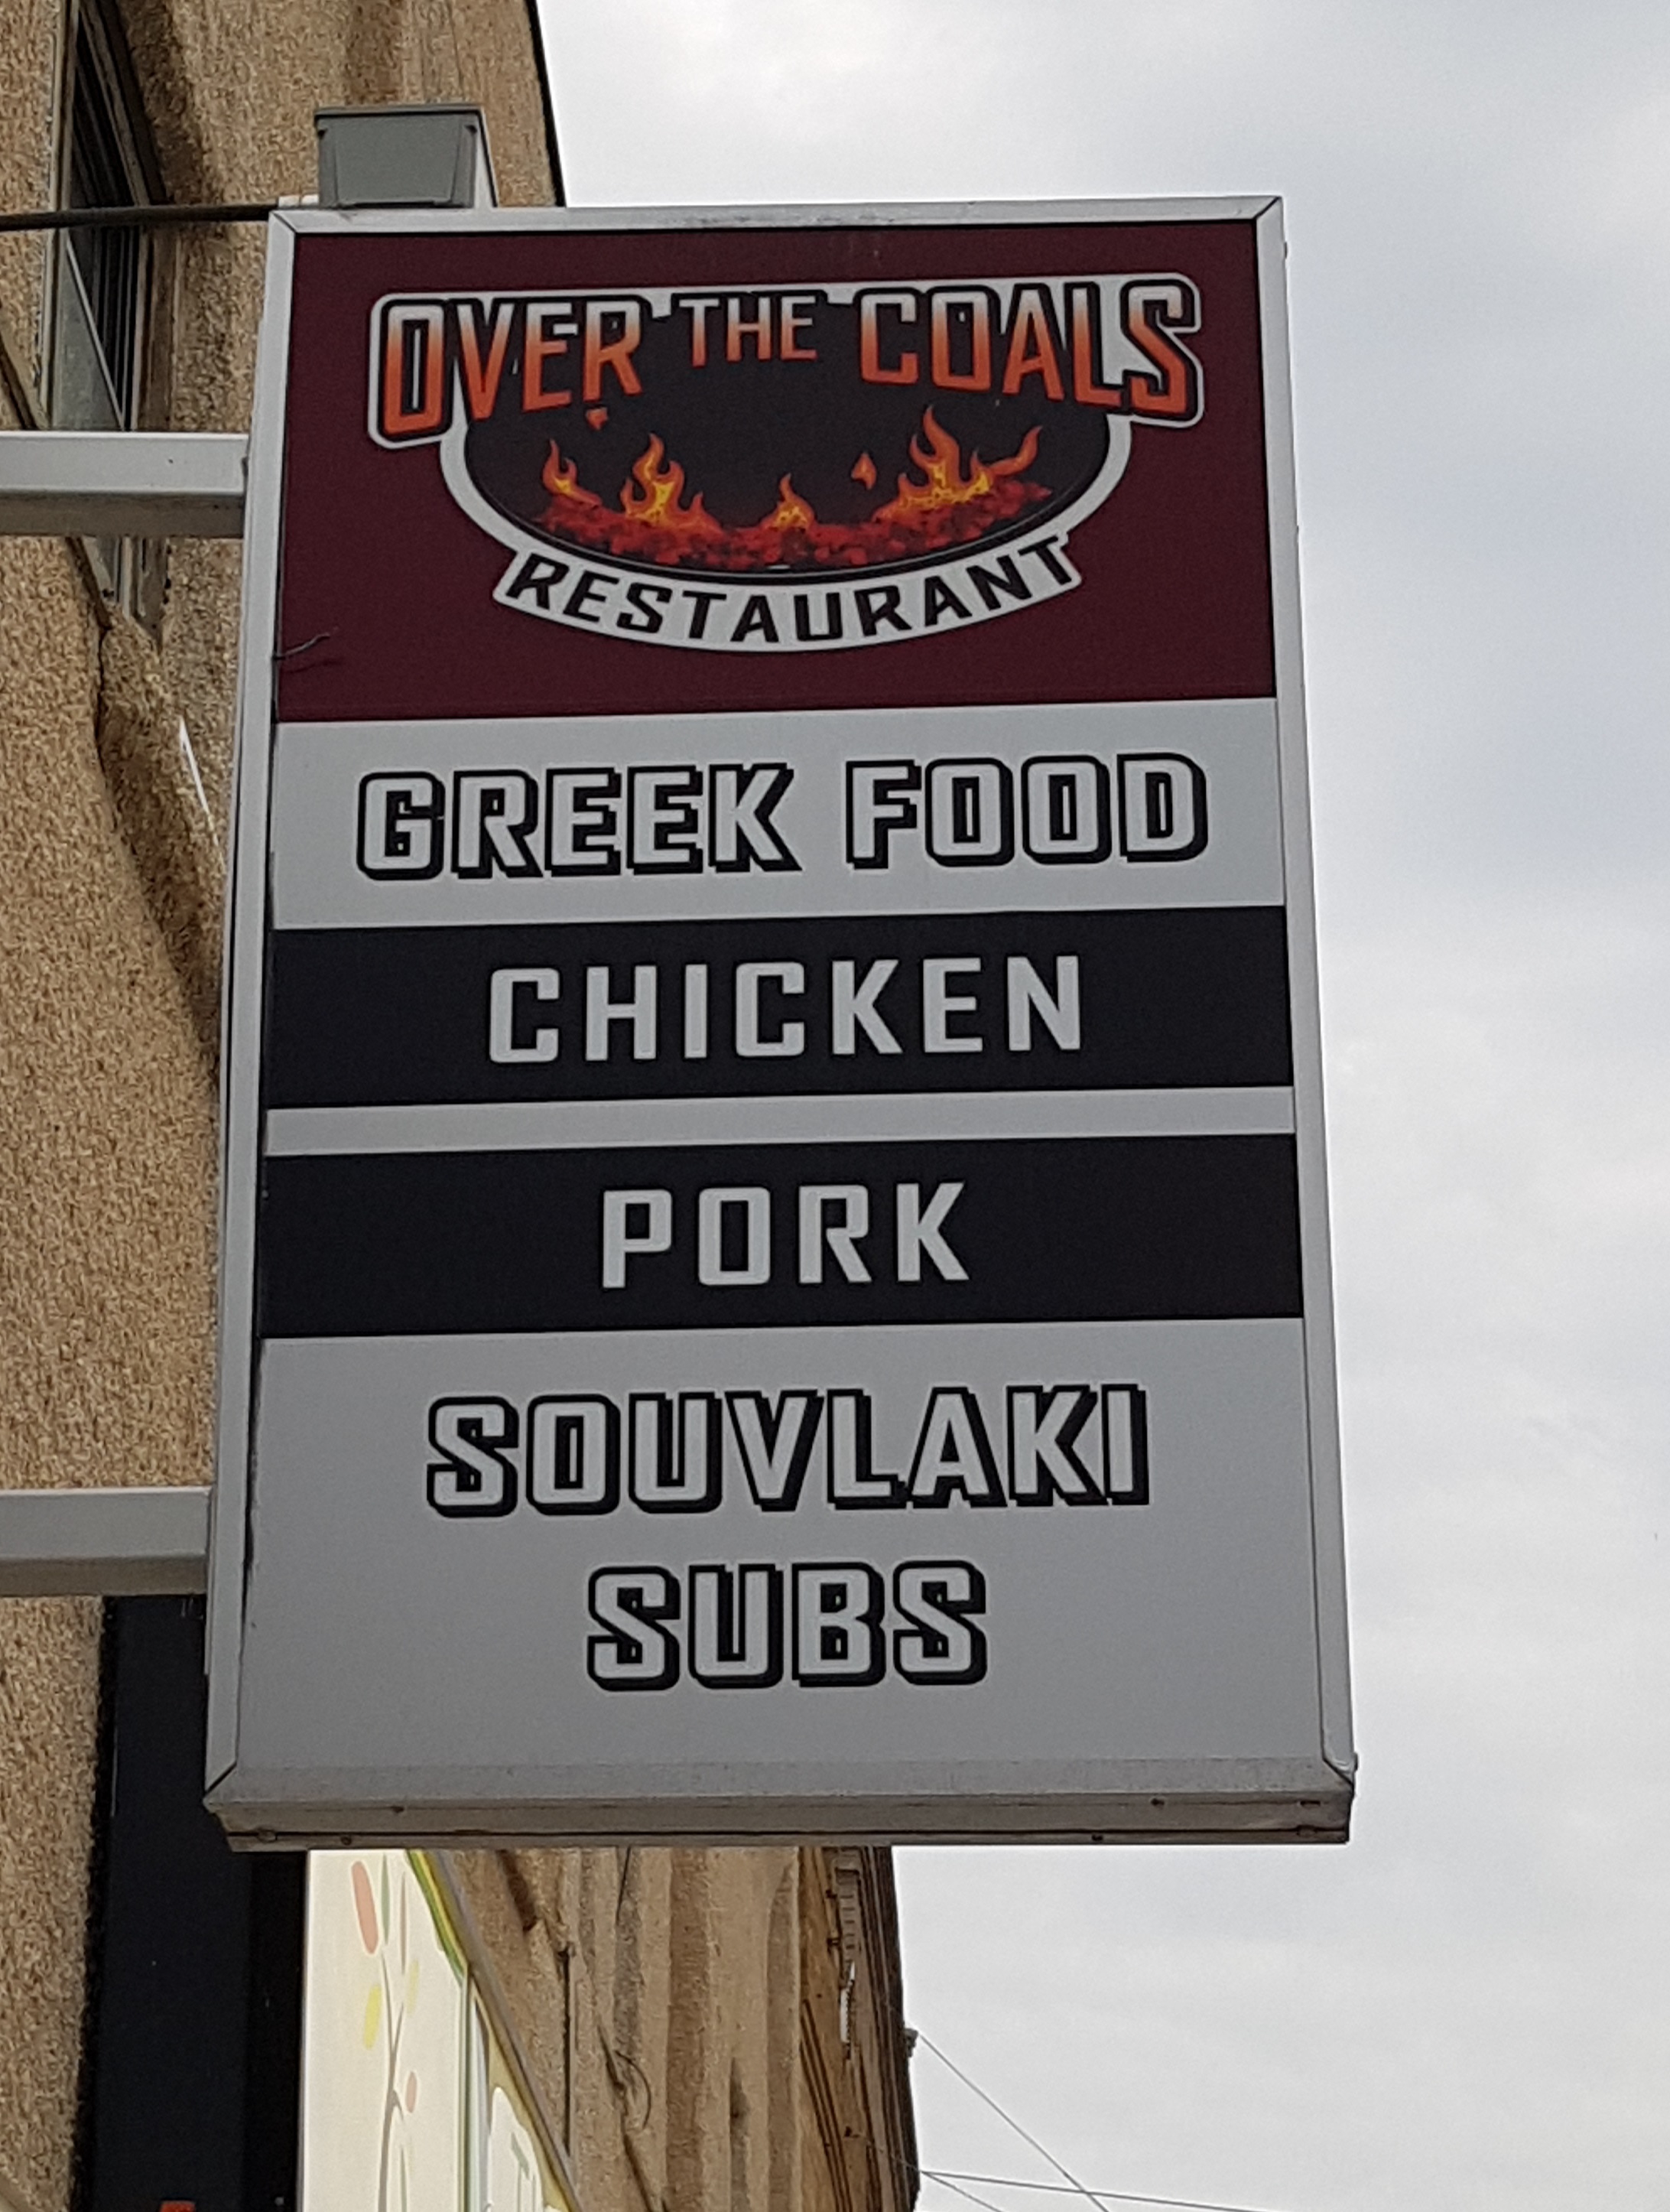 OVER THE COALS
RESTAURANT
GREEK FOOD
CHICKEN
PORK
SOUVLAKI
SUBS